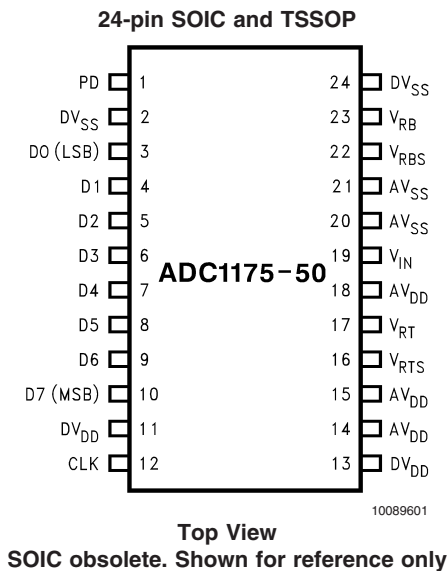 24-pin SOIC and TSSOP
PD 1 24 DVSS
DVSS 2 23 VRB
D0 (LSB) 3 22 VRBS
D1 4 21 AVSS
D2 5 20 AVSS
D3 6 19 VIN
ADC1175-50
D4 7 18 AVDD
D5 8 17 VRT
D6 9 16 VRTS
D7 (MSB) 10 15 AVDD
DVDD 11 14 AVDD
CLK 12 13 DVDD
10089601
Top View
SOIC obsolete. Shown for reference only